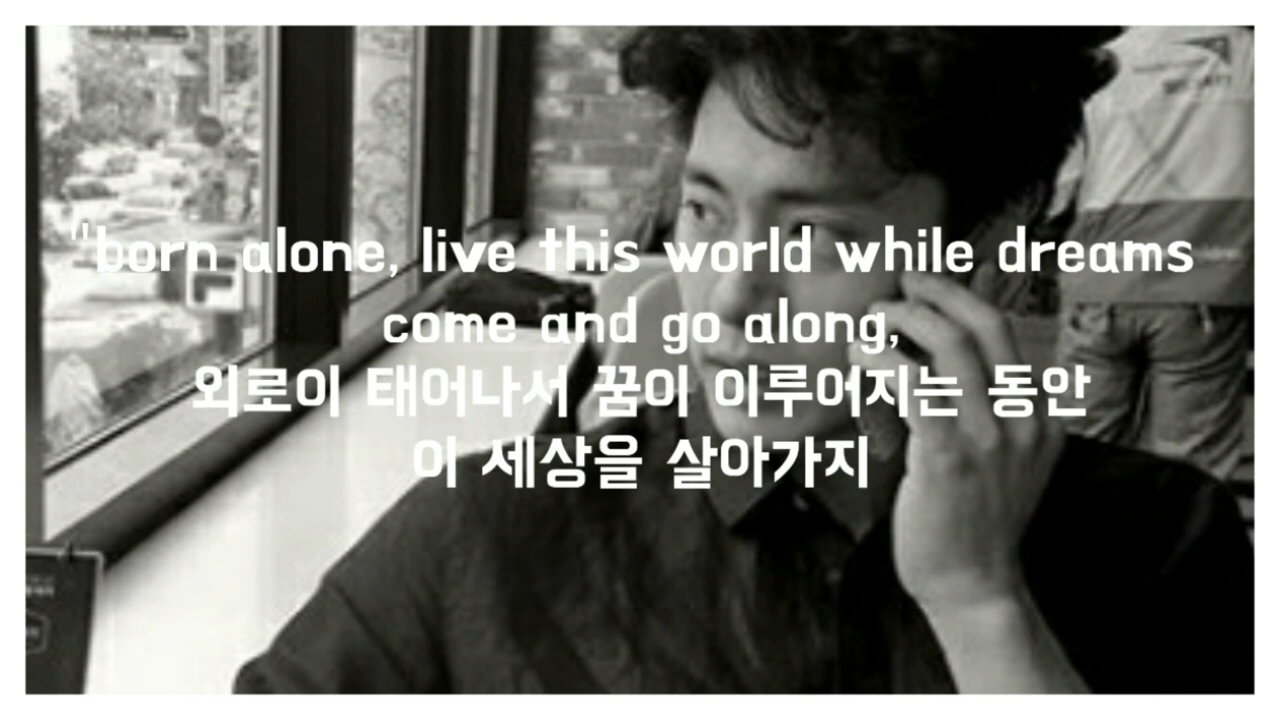 "born alone, live this world while dreams
come and go along,
외로이 태어나서 꿈이 이루어지는 동안
이 세상을 살아가지